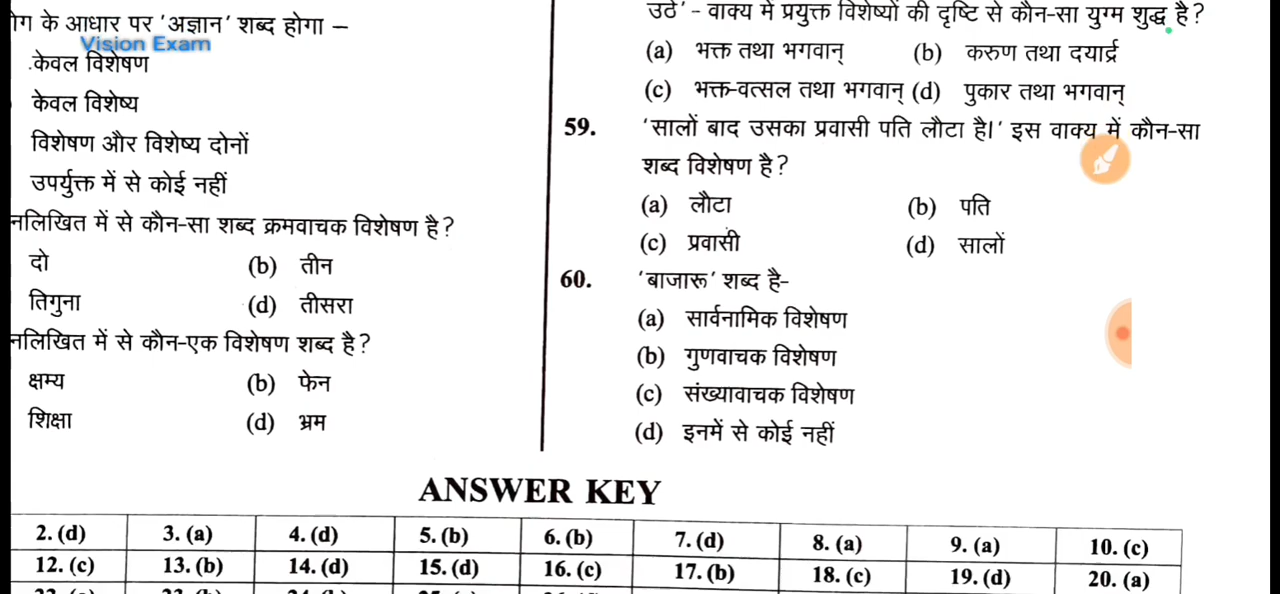 ोग के आधार पर 'अज्ञान' शब्द होगा –
Vision Exam
केवल विशेषण
केवल विशेष्य
विशेषण और विशेष्य दोनों
उपर्युक्त में से कोई नहीं
नलिखित में से कौन-सा शब्द क्रमवाचक विशेषण है?
दो (b) तीन
तिगुना (d) तीसरा
नलिखित में से कौन-एक विशेषण शब्द है?
क्षम्य (b) फेन
शिक्षा (d) भ्रम
उठे' - वाक्य में प्रयुक्त विशेष्यों की दृष्टि से कौन-सा युग्म शुद्ध है?
(a) भक्त तथा भगवान् (b) करुण तथा दयार्द्र
(c) भक्त-वत्सल तथा भगवान् (d) पुकार तथा भगवान्
59. 'सालों बाद उसका प्रवासी पति लौटा है।' इस वाक्य में कौन-सा
शब्द विशेषण है?
(a) लौटा (b) पति
(c) प्रवासी (d) सालों
60. 'बाजारू' शब्द है-
(a) सार्वनामिक विशेषण
(b) गुणवाचक विशेषण
(c) संख्यावाचक विशेषण
(d) इनमें से कोई नहीं
ANSWER KEY
2. (d) 3. (a) 4. (d) 5. (b) 6. (b) 7. (d) 8. (a) 9. (a) 10. (c)
12. (c) 13. (b) 14. (d) 15. (d) 16. (c) 17. (b) 18. (c) 19. (d) 20. (a)